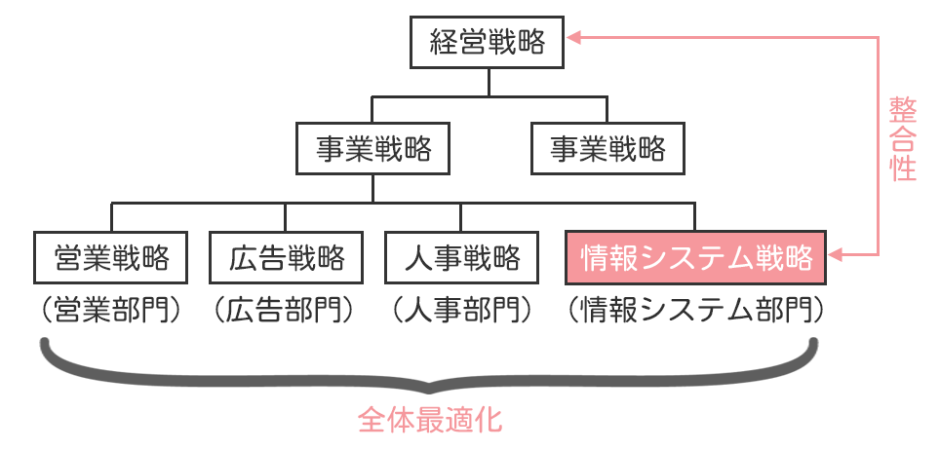 経営戦略
整合性
事業戦略
事業戦略
営業戦略
広告戦略
人事戦略
情報システム戦略
（営業部門）
（広告部門）
（人事部門）
（情報システム部門）
全体最適化